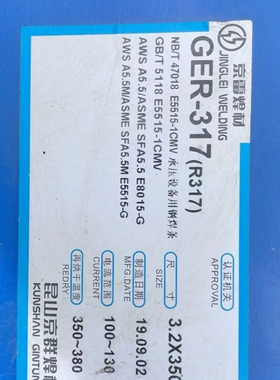 京雷焊材
JINGLEI WELDING
GER-317(R317)
NB/T 47018 E5515-1CMV 承压设备用钢焊条
GB/T 5118 E5515-1CMV
AWS A5.5/ASME SFA5.5 E8015-G
AWS A5.5M/ASME SFA5.5M E5515-G
认证机关
APPROVAL
尺寸
3.2X350
制造日期
MFG.DATE
19.09.02
电流范围
CURRENT
100~130
再烘干温度
REDRY
350~380
昆山京群焊材
KUNSHAN GINTUN